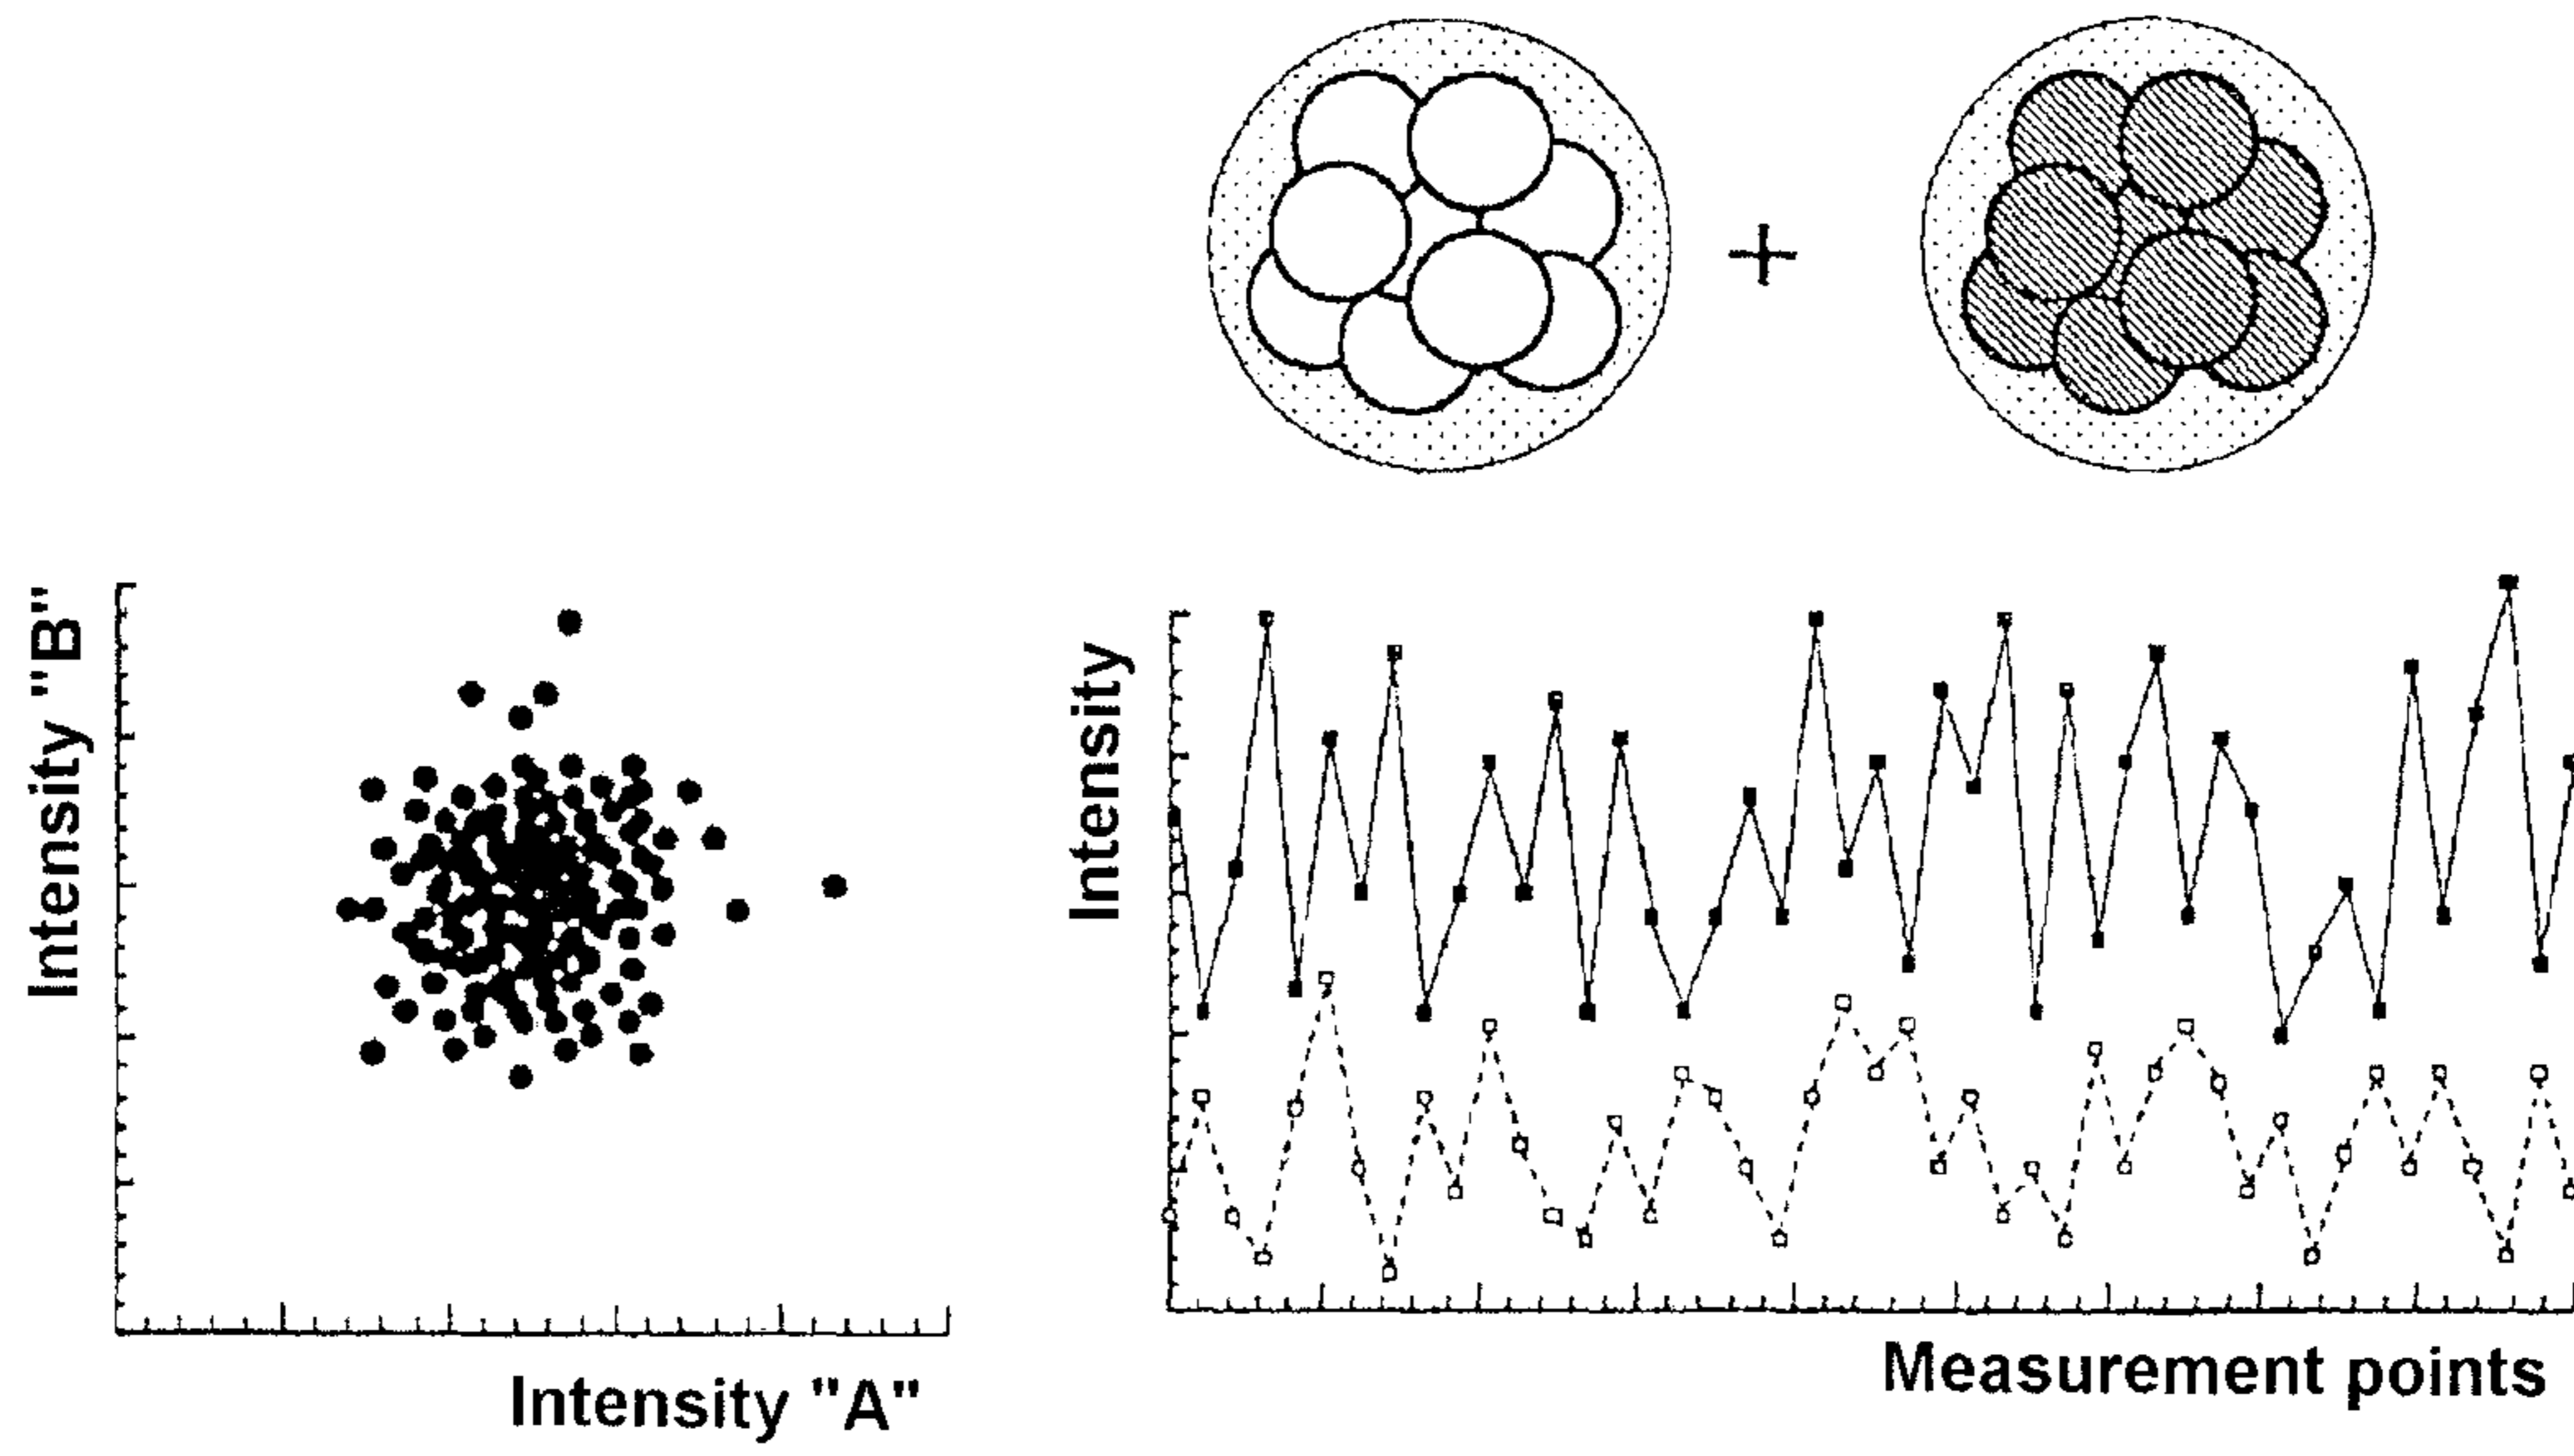 +
Intensity "B"
Intensity "A"
Intensity
Measurement points